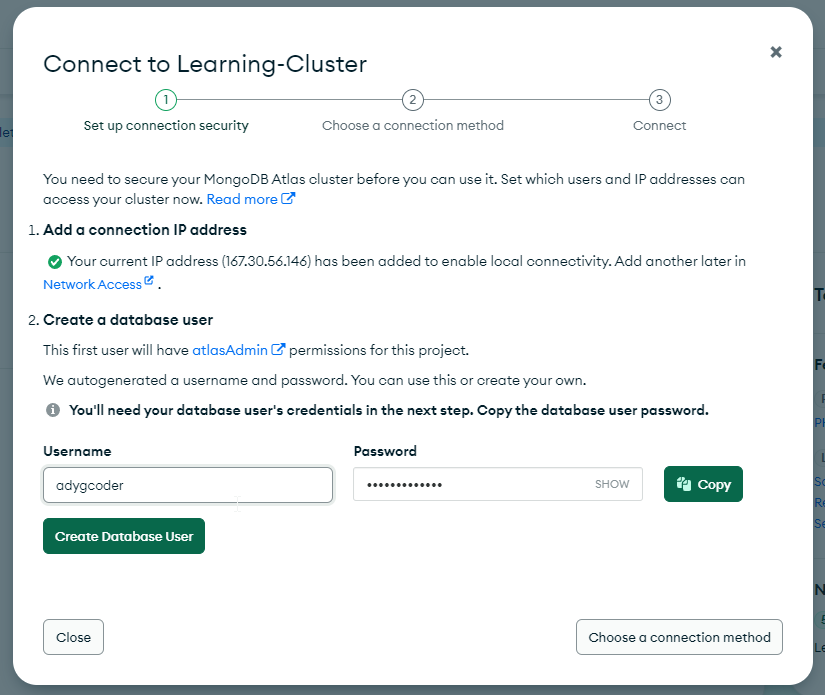 Connect to Learning-Cluster
1
2
3
Set up connection security
Choose a connection method
Connect
You need to secure your MongoDB Atlas cluster before you can use it. Set which users and IP addresses can
access your cluster now. Read more
1. Add a connection IP address
Your current IP address (167.30.56.146) has been added to enable local connectivity. Add another later in
Network Access .
2. Create a database user
This first user will have atlasAdmin permissions for this project.
We autogenerated a username and password. You can use this or create your own.
You'll need your database user's credentials in the next step. Copy the database user password.
Username
Password
adygcoder
•••••••••••••
SHOW
Copy
Create Database User
Close
Choose a connection method